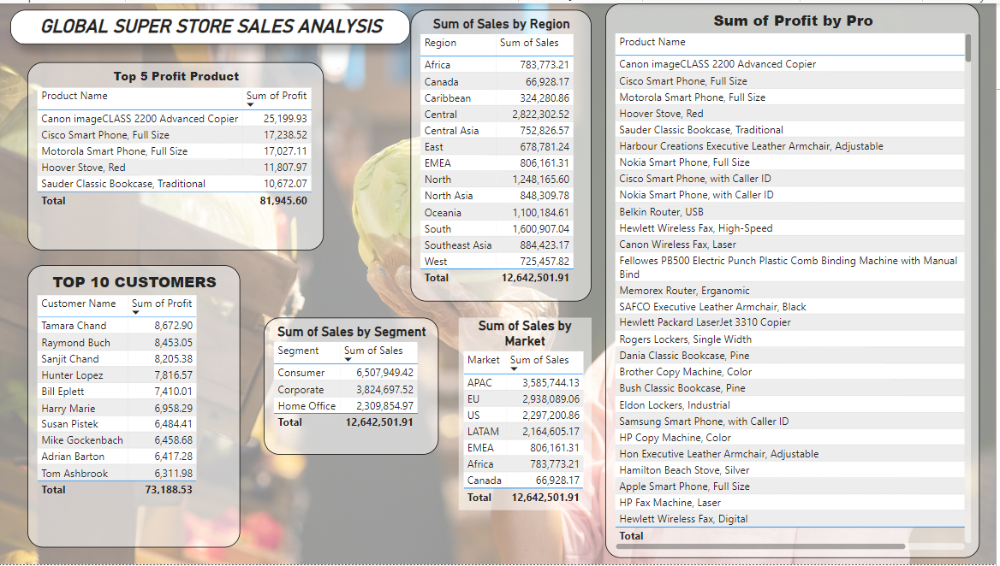 GLOBAL SUPER STORE SALES ANALYSIS
Top 5 Profit Product
Product Name Sum of Profit
Canon imageCLASS 2200 Advanced Copier 25,199.93
Cisco Smart Phone, Full Size 17,238.52
Motorola Smart Phone, Full Size 17,027.11
Hoover Stove, Red 11,807.97
Sauder Classic Bookcase, Traditional 10,672.07
Total 81,945.60
TOP 10 CUSTOMERS
Customer Name Sum of Profit
Tamara Chand 8,672.90
Raymond Buch 8,453.05
Sanjit Chand 8,205.38
Hunter Lopez 7,816.57
Bill Eplett 7,410.01
Harry Marie 6,958.29
Susan Pistek 6,484.41
Mike Gockenbach 6,458.68
Adrian Barton 6,417.28
Tom Ashbrook 6,311.98
Total 73,188.53
Sum of Sales by Region
Region Sum of Sales
Africa 783,773.21
Canada 66,928.17
Caribbean 324,280.86
Central 2,822,302.52
Central Asia 752,826.57
East 678,781.24
EMEA 806,161.31
North 1,248,165.60
North Asia 848,309.78
Oceania 1,100,184.61
South 1,600,907.04
Southeast Asia 884,423.17
West 725,457.82
Total 12,642,501.91
Sum of Sales by Segment
Segment Sum of Sales
Consumer 6,507,949.42
Corporate 3,824,697.52
Home Office 2,309,854.97
Total 12,642,501.91
Sum of Sales by
Market
Market Sum of Sales
APAC 3,585,744.13
EU 2,938,089.06
US 2,297,200.86
LATAM 2,164,605.17
EMEA 806,161.31
Africa 783,773.21
Canada 66,928.17
Total 12,642,501.91
Sum of Profit by Pro
Product Name
Canon imageCLASS 2200 Advanced Copier
Cisco Smart Phone, Full Size
Motorola Smart Phone, Full Size
Hoover Stove, Red
Sauder Classic Bookcase, Traditional
Harbour Creations Executive Leather Armchair, Adjustable
Nokia Smart Phone, Full Size
Cisco Smart Phone, with Caller ID
Nokia Smart Phone, with Caller ID
Belkin Router, USB
Hewlett Wireless Fax, High-Speed
Canon Wireless Fax, Laser
Fellowes PB500 Electric Punch Plastic Comb Binding Machine with Manual
Bind
Memorex Router, Erganomic
SAFCO Executive Leather Armchair, Black
Hewlett Packard LaserJet 3310 Copier
Rogers Lockers, Single Width
Dania Classic Bookcase, Pine
Brother Copy Machine, Color
Bush Classic Bookcase, Pine
Eldon Lockers, Industrial
Samsung Smart Phone, with Caller ID
HP Copy Machine, Color
Hon Executive Leather Armchair, Adjustable
Hamilton Beach Stove, Silver
Apple Smart Phone, Full Size
HP Fax Machine, Laser
Hewlett Wireless Fax, Digital
Total